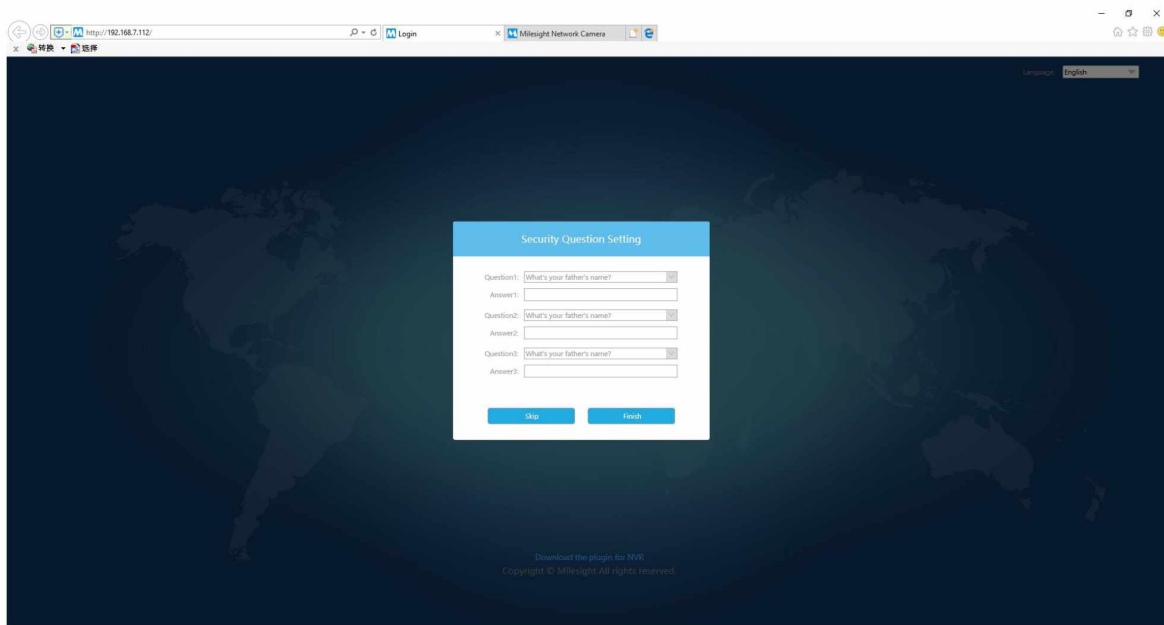 http://192.168.7.112/
Login
Milesight Network Camera
x 转换 选择
Language: English
Security Question Setting
Question1: What's your father's name?
Answer1:
Question2: What's your father's name?
Answer2:
Question3: What's your father's name?
Answer3:
Skip Finish
Download the plugin for NVR
Copyright © Milesight All rights reserved.